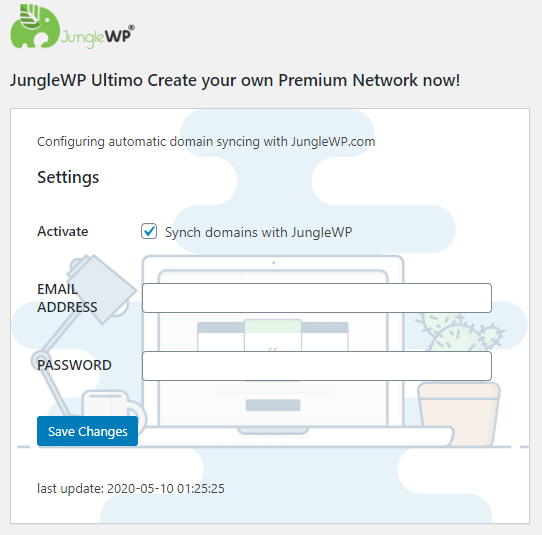 JungleWP®
JungleWP Ultimo Create your own Premium Network now!
Configuring automatic domain syncing with JungleWP.com
Settings
Activate
Synch domains with JungleWP
EMAIL
ADDRESS
PASSWORD
Save Changes
last update: 2020-05-10 01:25:25